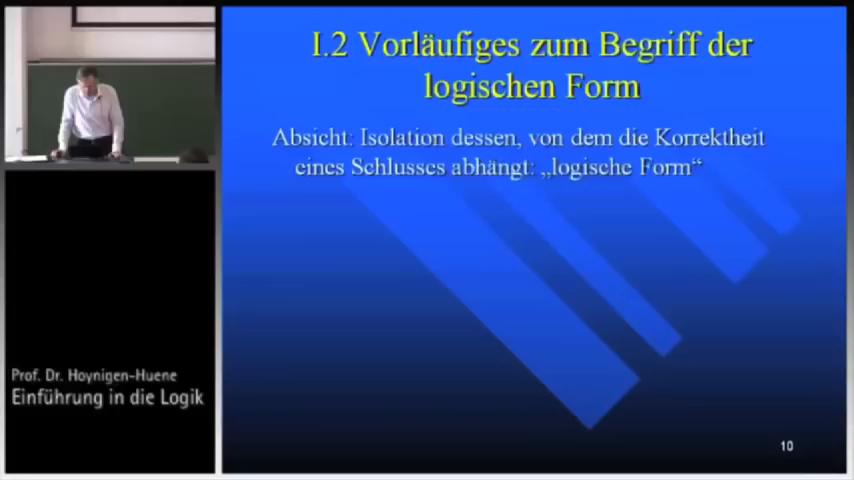 I.2 Vorläufiges zum Begriff der
logischen Form
Absicht: Isolation dessen, von dem die Korrektheit
eines Schlusses abhängt: „logische Form“
Prof. Dr. Hoynigen-Huene
Einführung in die Logik
10